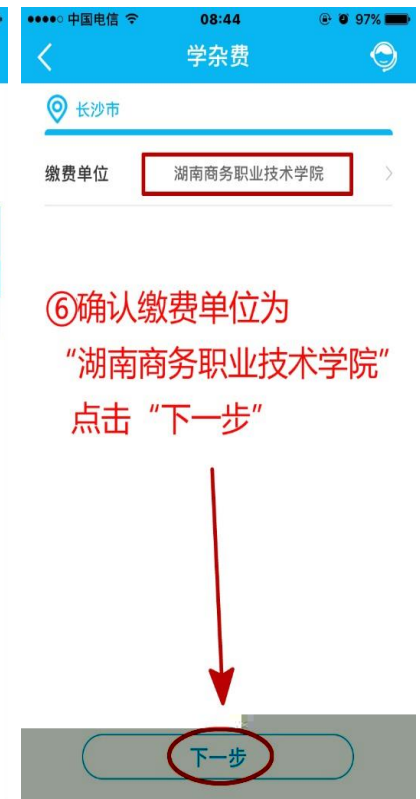 中国电信 08:44 97%
学杂费
长沙市
缴费单位 湖南商务职业技术学院
⑥确认缴费单位为
“湖南商务职业技术学院”
点击“下一步”
下一步